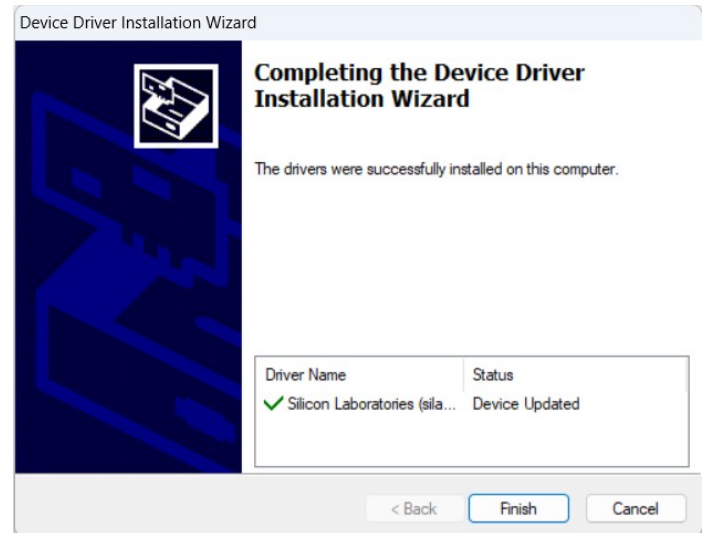 Device Driver Installation Wizard
Completing the Device Driver
Installation Wizard
The drivers were successfully installed on this computer.
Driver Name Status
Silicon Laboratories (sila... Device Updated
< Back Finish Cancel